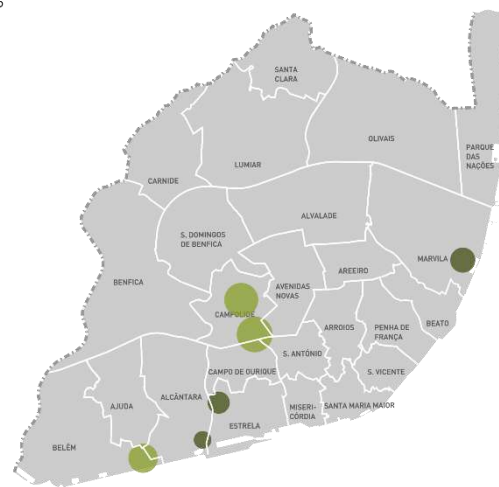 SANTA
CLARA
OLIVAIS
PARQUE
DAS
NAÇÕES
LUMIAR
CARNIDE
ALVALADE
S. DOMINGOS
DE BENFICA
MARVILA
AREEIRO
BENFICA
AVENIDAS
NOVAS
CAMPOLIDE
BEATO
ARROIOS
PENHA DE
FRANÇA
S. ANTÓNIO
CAMPO DE OURIQUE
S. VICENTE
ALCÂNTARA
AJUDA
MISERI-
CÓRDIA
SANTA MARIA MAIOR
ESTRELA
BELÉM